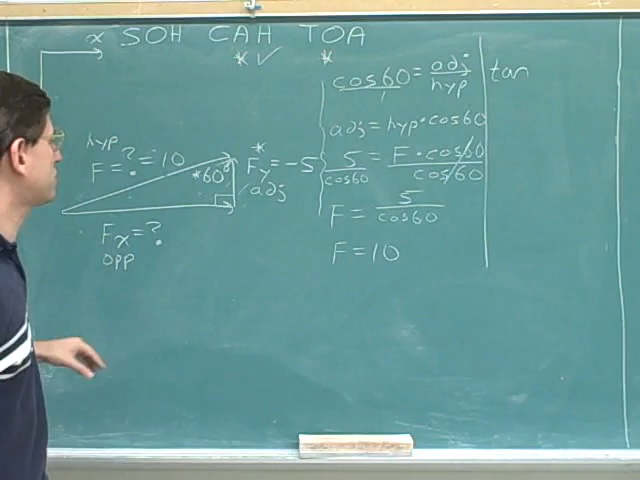 x SOH CAH TOA
* ✓ *
hyp
F=?=10
*60°
*
Fy=-5
adj
Fx=?
opp
cos60/1=adj/hyp
adj=hyp•cos60
5/cos60=F•cos60/cos60
F=5/cos60
F=10
tan